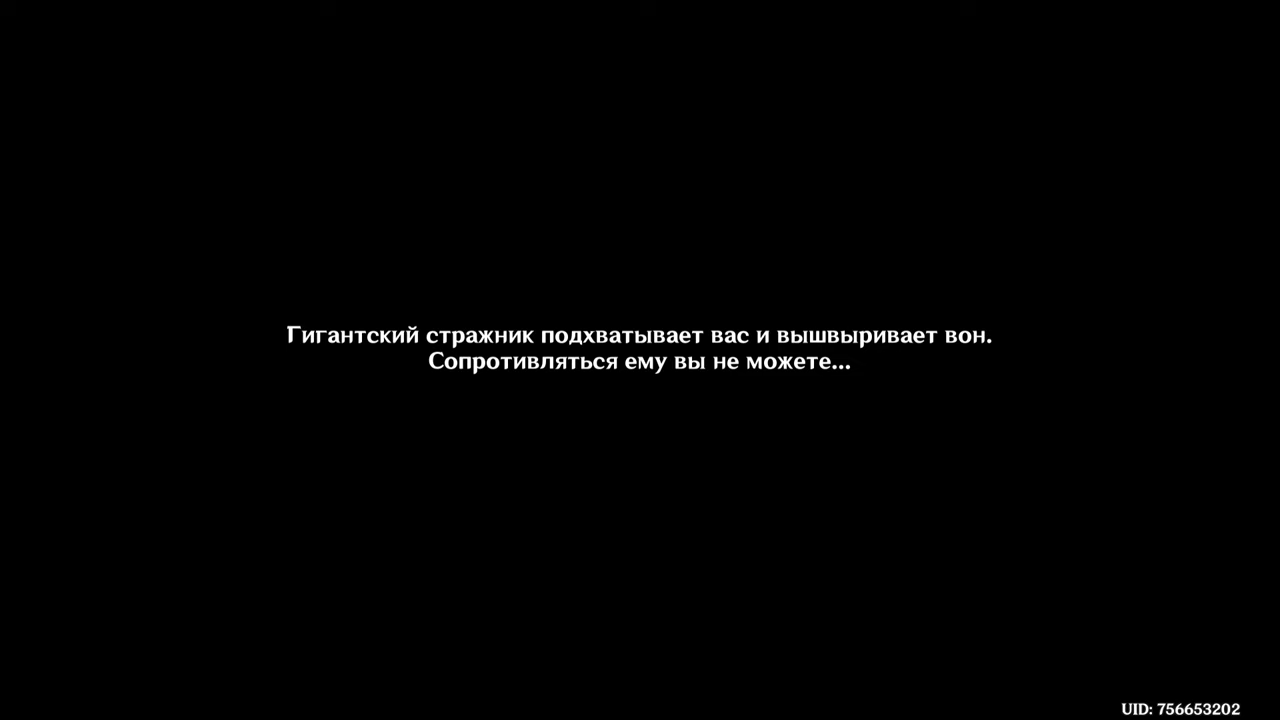 Гигантский стражник подхватывает вас и вышвыривает вон.
Сопротивляться ему вы не можете...
UID: 756653202